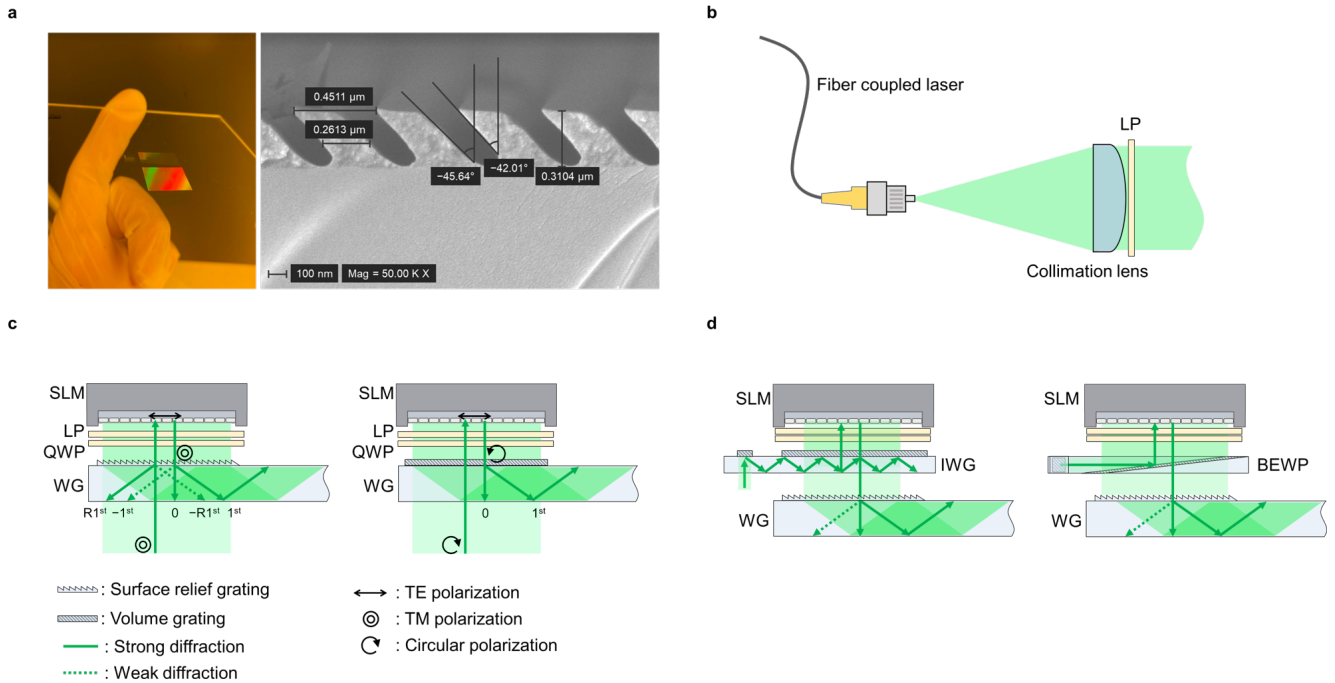 a
0.4511 µm
0.2613 µm
−45.64°
−42.01°
0.3104 µm
100 nm
Mag = 50.00 K X
b
Fiber coupled laser
LP
Collimation lens
c
SLM
LP
QWP
WG
R1st −1st 0 −R1st 1st
SLM
LP
QWP
WG
0 1st
: Surface relief grating
: Volume grating
: Strong diffraction
: Weak diffraction
: TE polarization
: TM polarization
: Circular polarization
d
SLM
IWG
WG
SLM
BEWP
WG